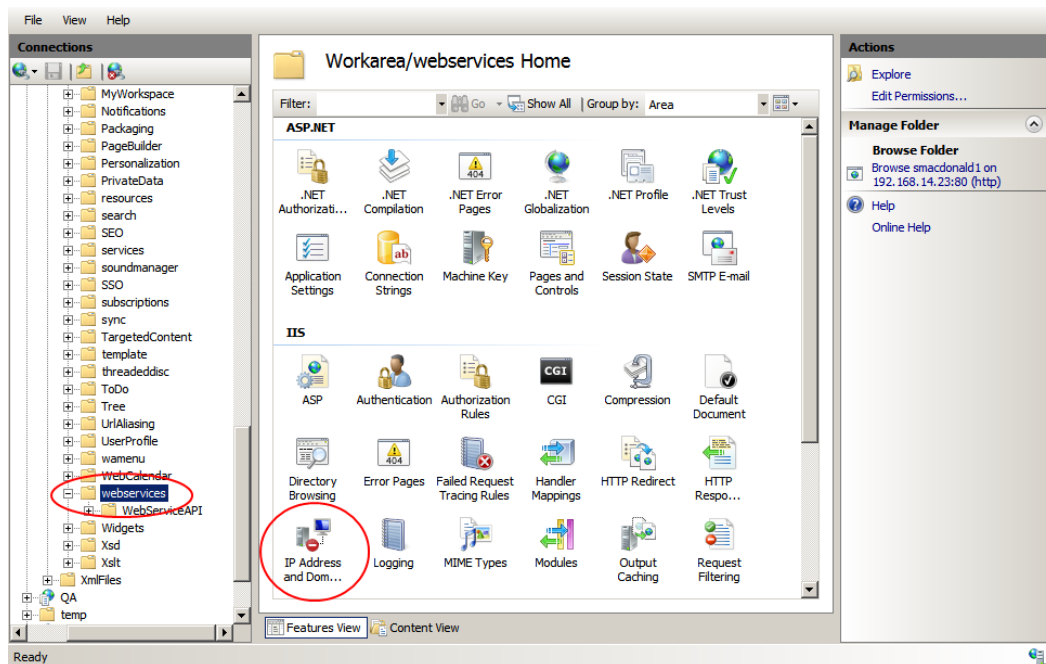 File View Help
Connections
MyWorkspace
Notifications
Packaging
PageBuilder
Personalization
PrivateData
resources
search
SEO
services
soundmanager
SSO
subscriptions
sync
TargetedContent
template
threadeddisc
ToDo
Tree
UrlAliasing
UserProfile
wamenu
WebCalendar
webservices
WebServiceAPI
Widgets
Xsd
Xslt
XmlFiles
QA
temp
Workarea/webservices Home
Filter: Go Show All Group by: Area
ASP.NET
.NET
Authorizati...
.NET
Compilation
404
.NET Error
Pages
.NET
Globalization
.NET Profile
.NET Trust
Levels
Application
Settings
ab
Connection
Strings
Machine Key
Pages and
Controls
Session State
SMTP E-mail
IIS
ASP
Authentication
Authorization
Rules
CGI
CGI
Compression
Default
Document
Directory
Browsing
404
Error Pages
Failed Request
Tracing Rules
Handler
Mappings
HTTP Redirect
HTTP
Respo...
IP Address
and Dom...
Logging
MIME Types
Modules
Output
Caching
Request
Filtering
Features View Content View
Actions
Explore
Edit Permissions...
Manage Folder
Browse Folder
Browse smacdonald1 on
192.168.14.23:80 (http)
Help
Online Help
Ready